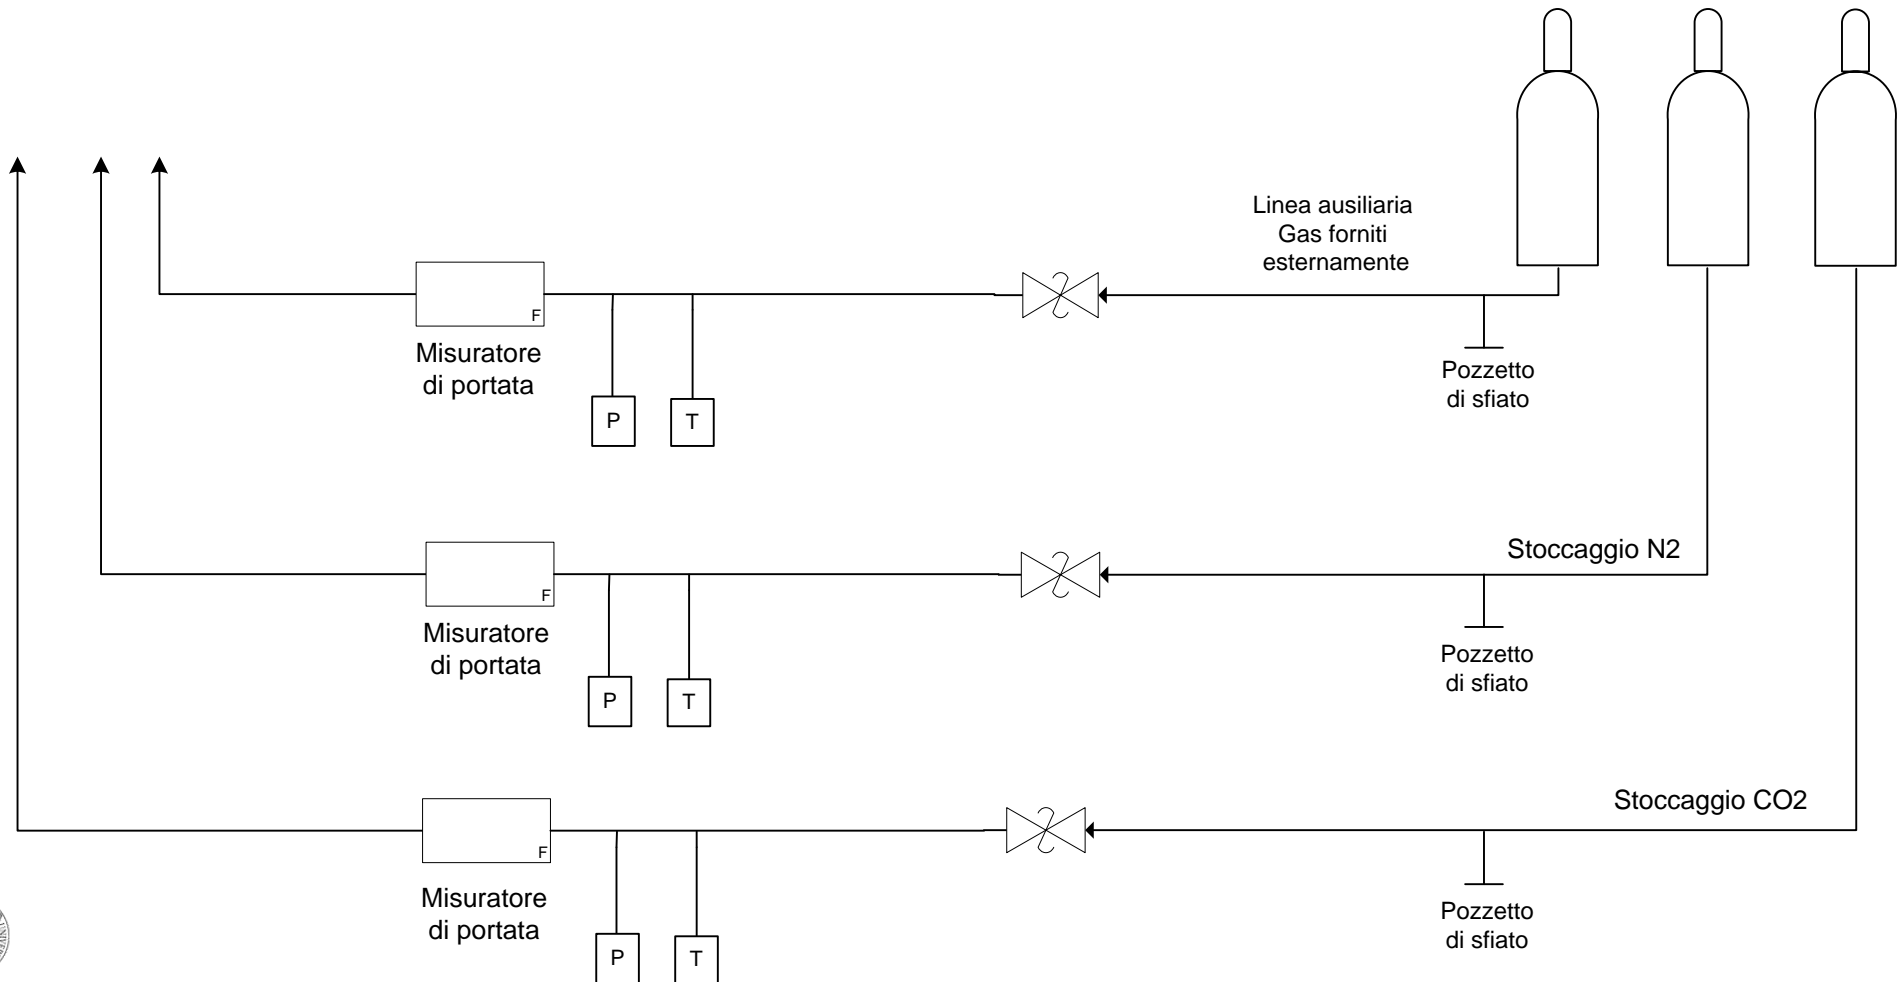 Linea ausiliaria
Gas forniti
esternamente
F
Misuratore
di portata
Pozzetto
di sfiato
P
T
Stoccaggio N2
F
Misuratore
di portata
Pozzetto
di sfiato
P
T
Stoccaggio CO2
F
Misuratore
di portata
Pozzetto
di sfiato
P
T